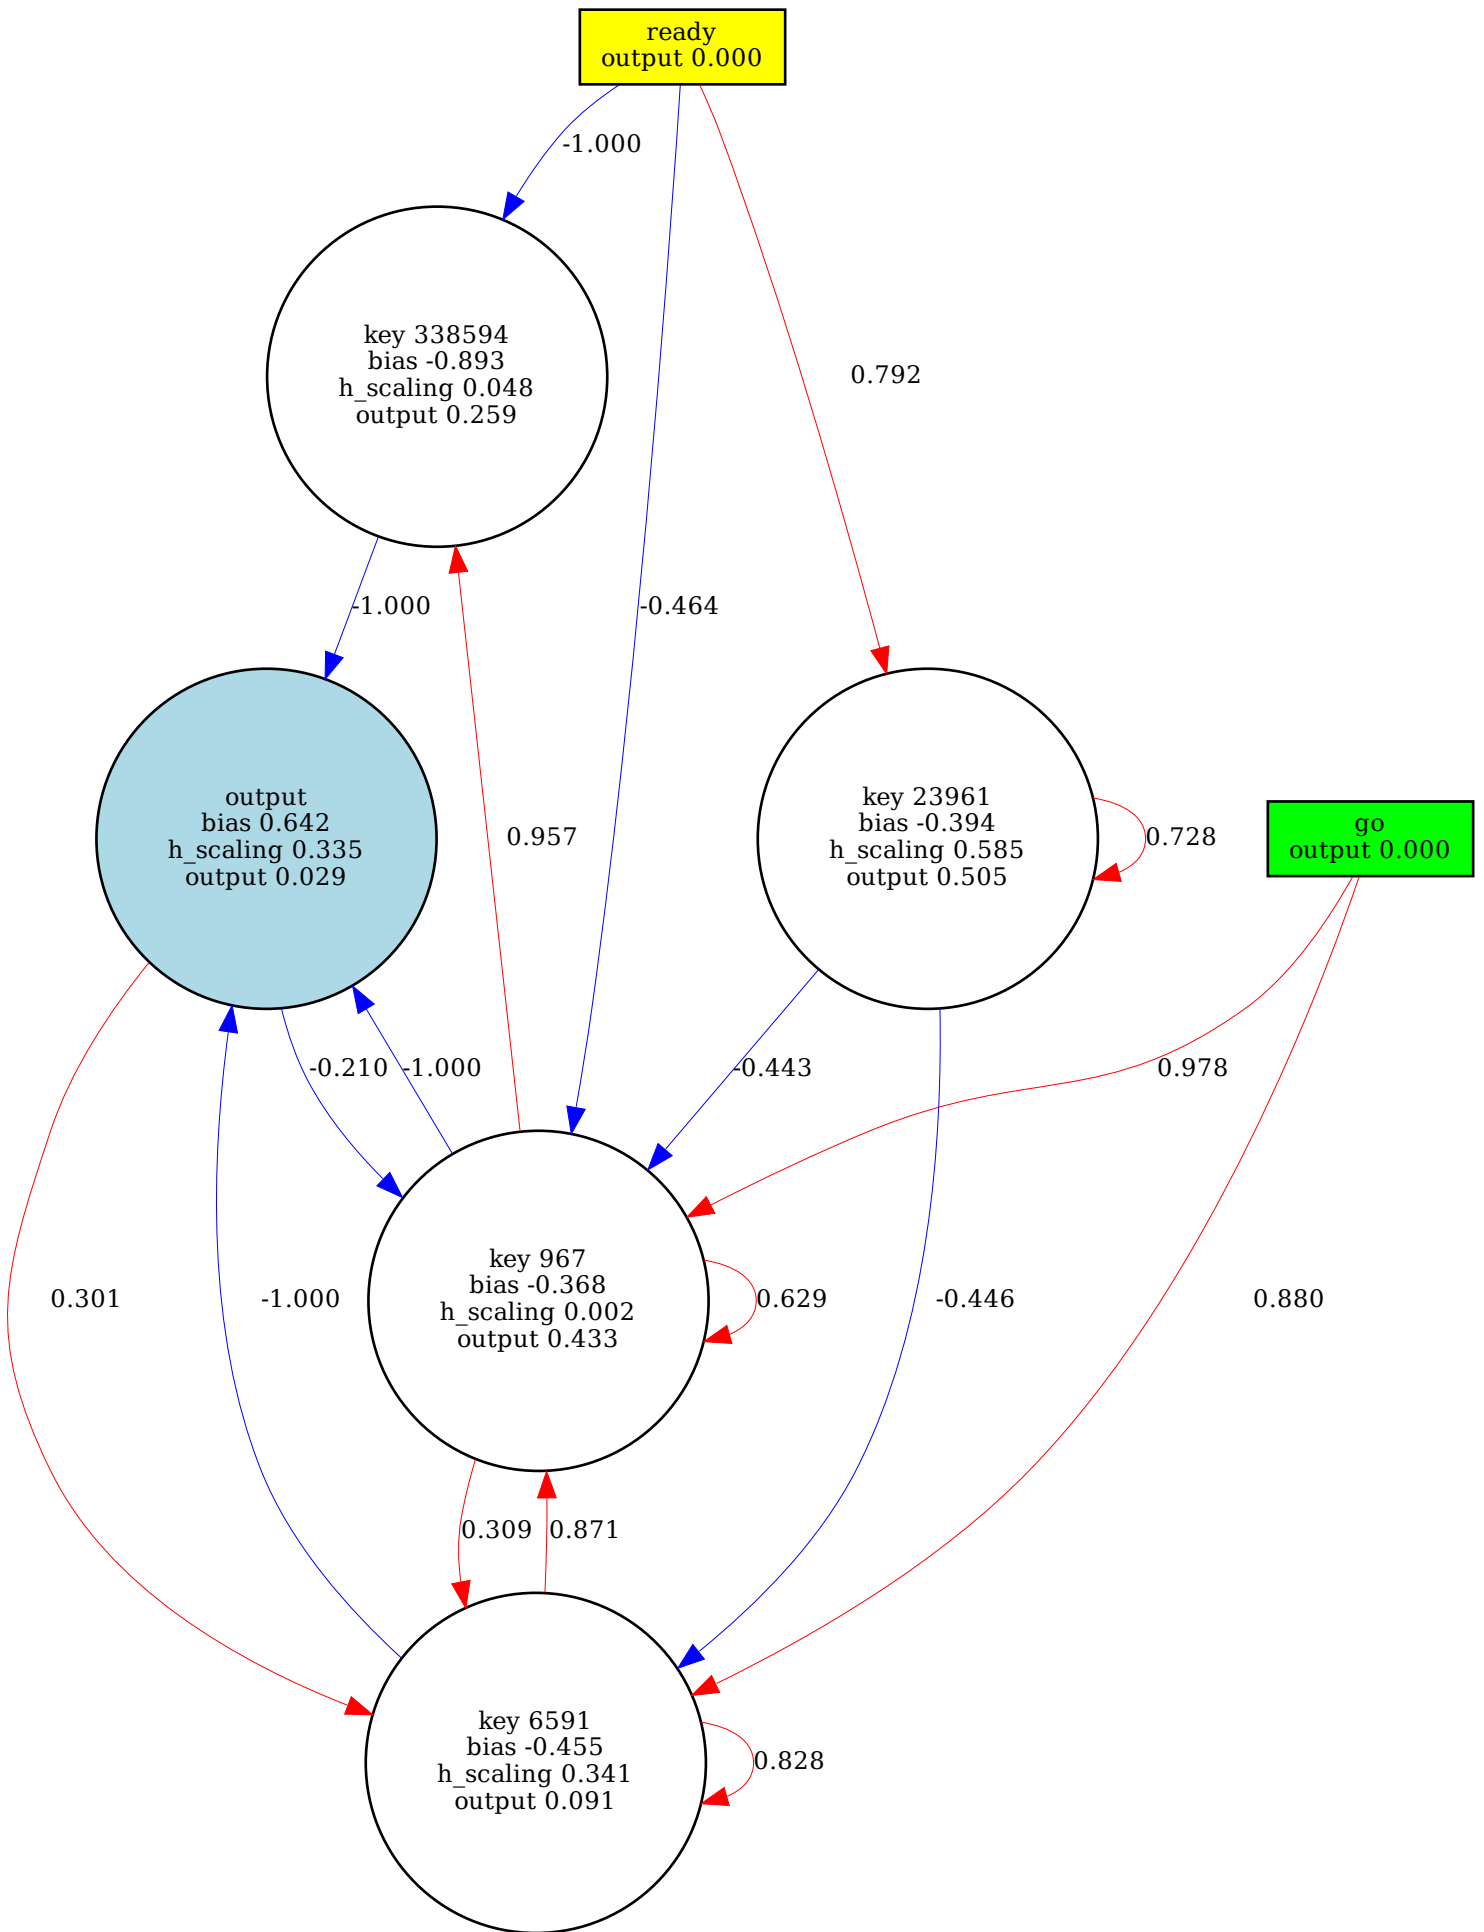 ready
output 0.000
-1.000
key 338594
bias -0.893
h_scaling 0.048
output 0.259
0.792
-1.000
-0.464
output
bias 0.642
h_scaling 0.335
output 0.029
0.957
key 23961
bias -0.394
h_scaling 0.585
output 0.505
0.728
go
output 0.000
-0.210
-1.000
-0.443
0.978
0.301
-1.000
key 967
bias -0.368
h_scaling 0.002
output 0.433
0.629
-0.446
0.880
0.309
0.871
key 6591
bias -0.455
h_scaling 0.341
output 0.091
0.828